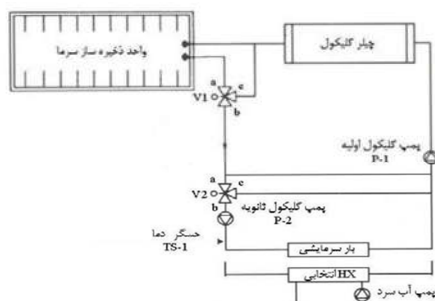 واحد ذخیره ساز سرما
چیلر گلیکول
a
c
V1
b
پمپ گلیکول اولیه
P-1
a
c
V2
b
پمپ گلیکول ثانویه
P-2
حسگر دما
TS-1
بار سرمایشی
HX انتخابی
پمپ آب سرد